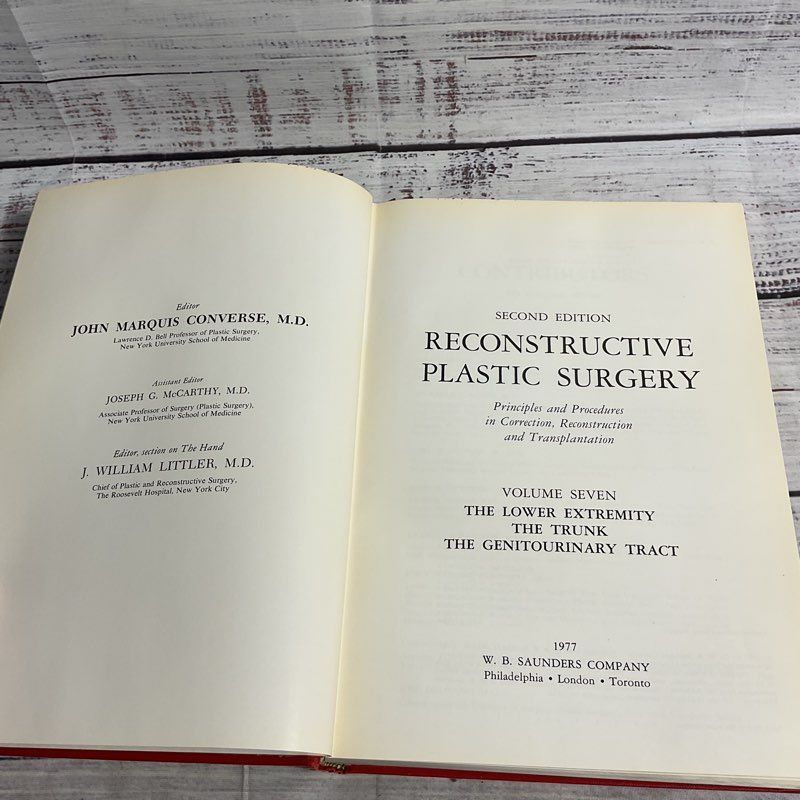 Editor
JOHN MARQUIS CONVERSE, M.D.
Lawrence D. Bell Professor of Plastic Surgery,
New York University School of Medicine
Assistant Editor
JOSEPH G. McCARTHY, M.D.
Associate Professor of Surgery (Plastic Surgery),
New York University School of Medicine
Editor, section on The Hand
J. WILLIAM LITTLER, M.D.
Chief of Plastic and Reconstructive Surgery,
The Roosevelt Hospital, New York City
CONTRIBUTORS
SECOND EDITION
RECONSTRUCTIVE
PLASTIC SURGERY
Principles and Procedures
in Correction, Reconstruction
and Transplantation
VOLUME SEVEN
THE LOWER EXTREMITY
THE TRUNK
THE GENITOURINARY TRACT
1977
W. B. SAUNDERS COMPANY
Philadelphia • London • Toronto